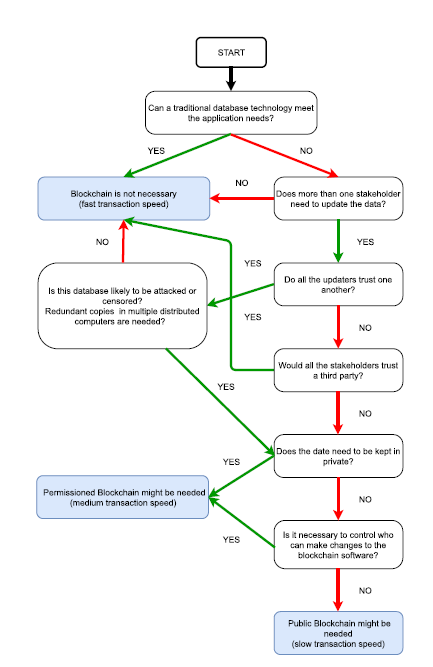 START
Can a traditional database technology meet
the application needs?
YES
NO
Blockchain is not necessary
(fast transaction speed)
NO
Does more than one stakeholder
need to update the data?
NO
YES
Is this database likely to be attacked or
censored?
Redundant copies in multiple distributed
computers are needed?
YES
Do all the updaters trust one
another?
YES
NO
Would all the stakeholders trust
a third party?
YES
NO
Does the date need to be kept in
private?
YES
Permissioned Blockchain might be needed
(medium transaction speed)
NO
Is it necessary to control who
can make changes to the
blockchain software?
YES
NO
Public Blockchain might be
needed
(slow transaction speed)